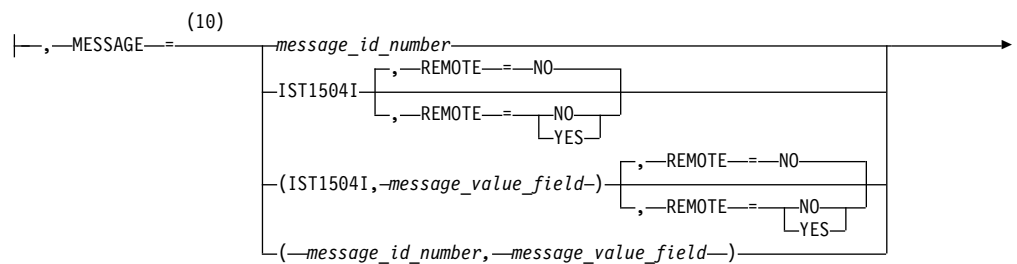 (10)
, MESSAGE = message_id_number
, REMOTE = NO
IST1504I
, REMOTE = NO
YES
, REMOTE = NO
(IST1504I, message_value_field )
, REMOTE = NO
YES
( message_id_number, message_value_field )